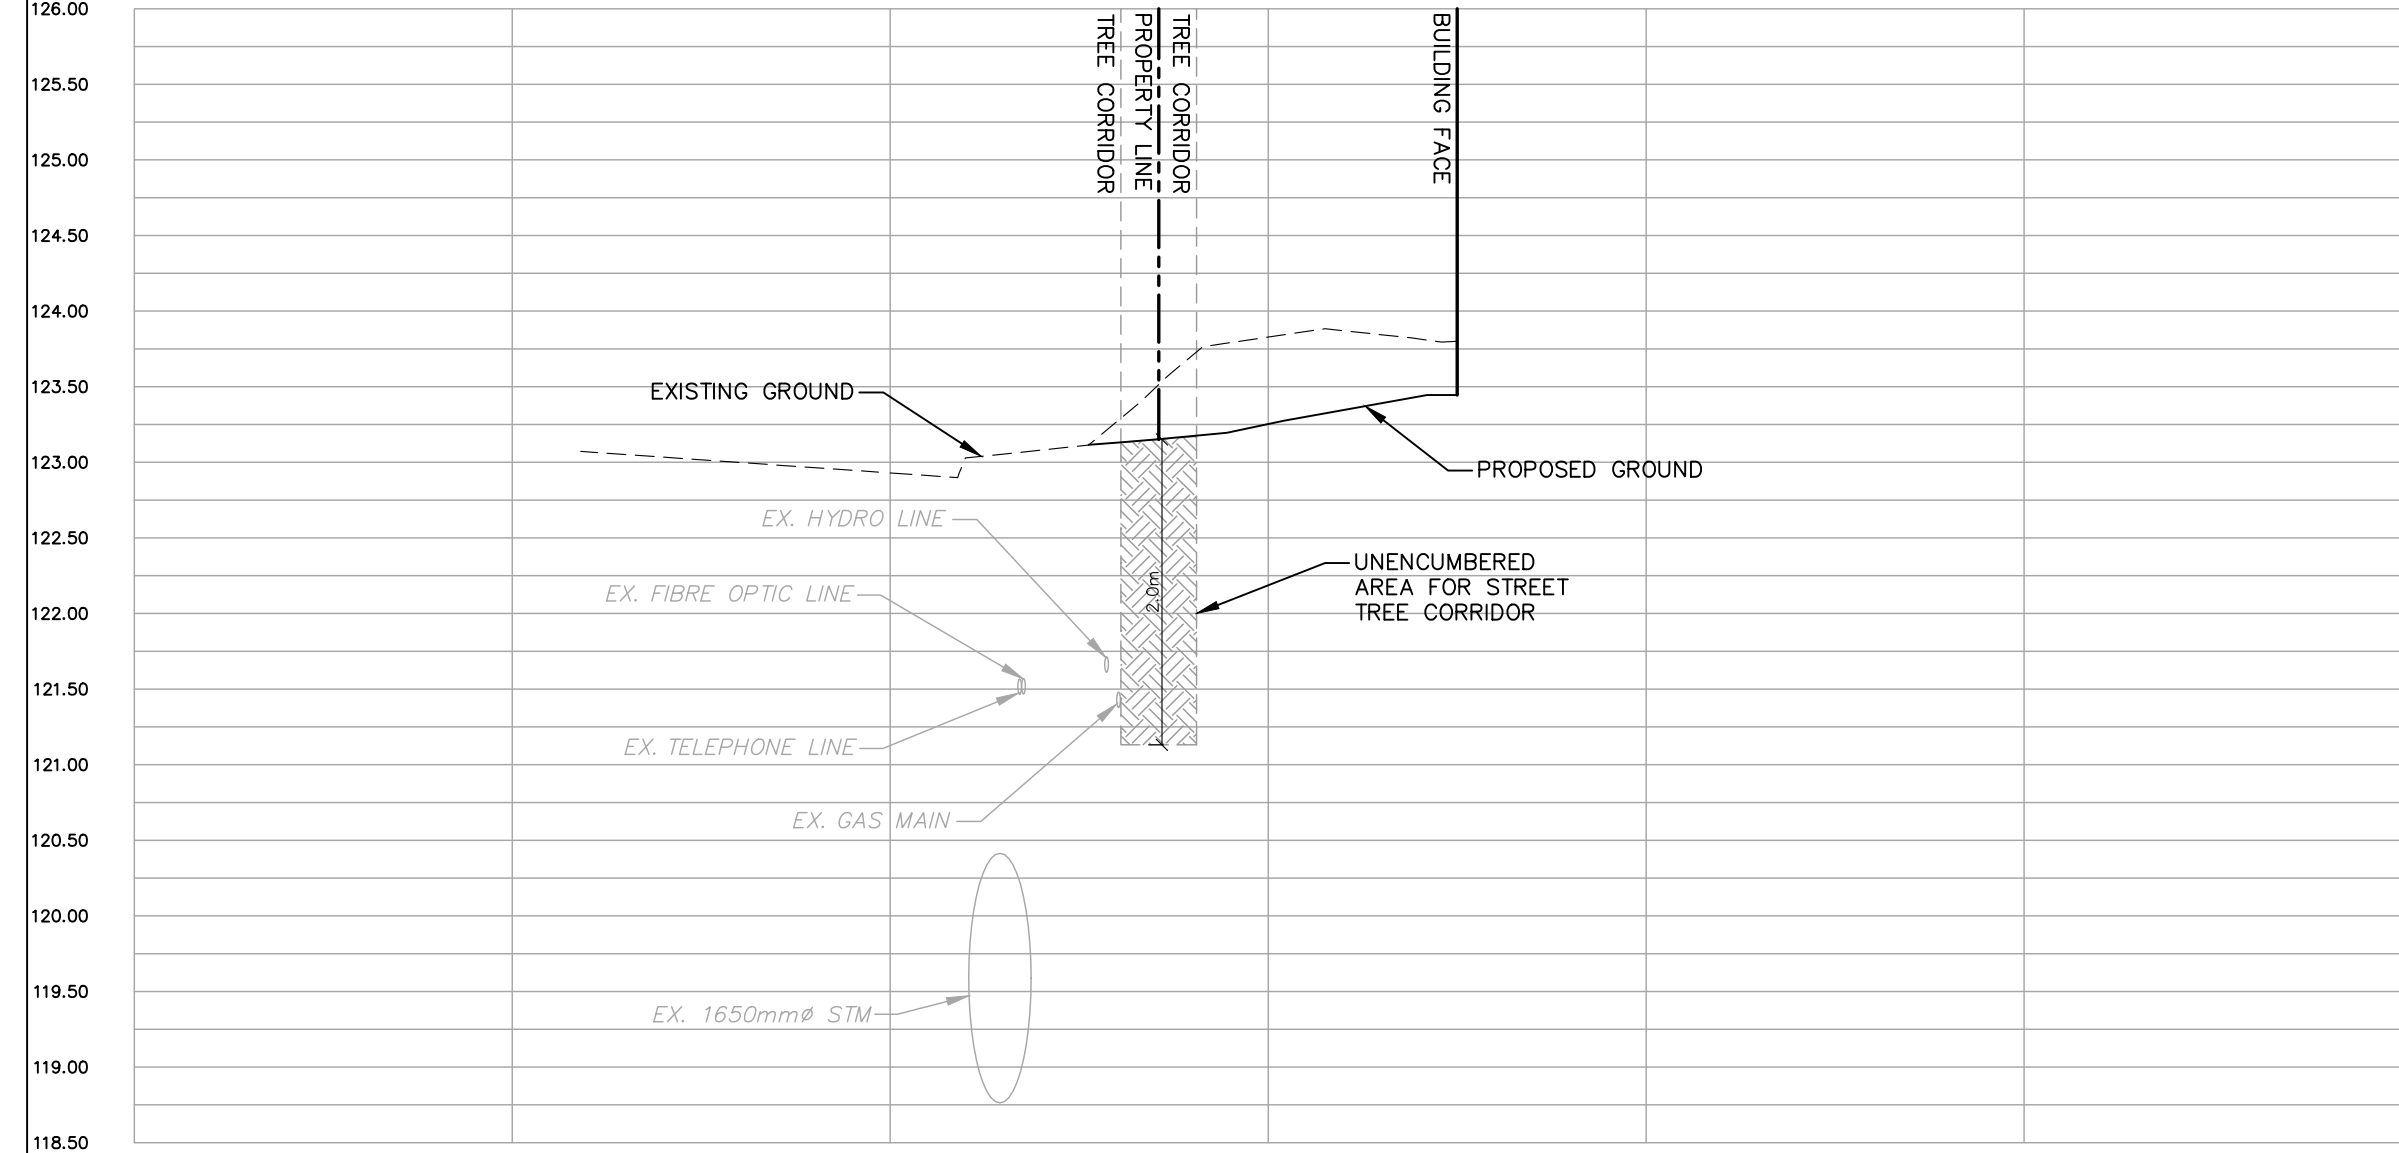 126.00
125.50
125.00
124.50
124.00
123.50
123.00
122.50
122.00
121.50
121.00
120.50
120.00
119.50
119.00
118.50
TREE CORRIDOR
PROPERTY LINE
TREE CORRIDOR
BUILDING FACE
EXISTING GROUND
PROPOSED GROUND
EX. HYDRO LINE
UNENCUMBERED
AREA FOR STREET
TREE CORRIDOR
2.0m
EX. FIBRE OPTIC LINE
EX. TELEPHONE LINE
EX. GAS MAIN
EX. 1650mmø STM